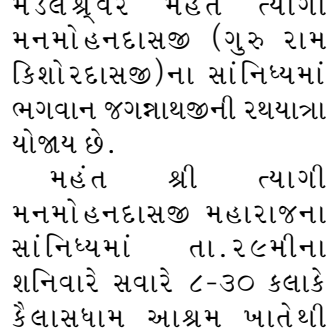 મંડલેશ્વર મહંત ત્યાગી
મનમોહનદાસજી (ગુરુ રામ
કિશોરદાસજી)ના સાંનિધ્યમાં
ભગવાન જગન્નાથજીની રથયાત્રા
યોજાય છે.
મહંત શ્રી ત્યાગી
મનમોહનદાસજી મહારાજના
સાંનિધ્યમાં તા.૨૯મીના
શનિવારે સવારે ૮-૩૦ કલાકે
કૈલાસધામ આશ્રમ ખાતેથી